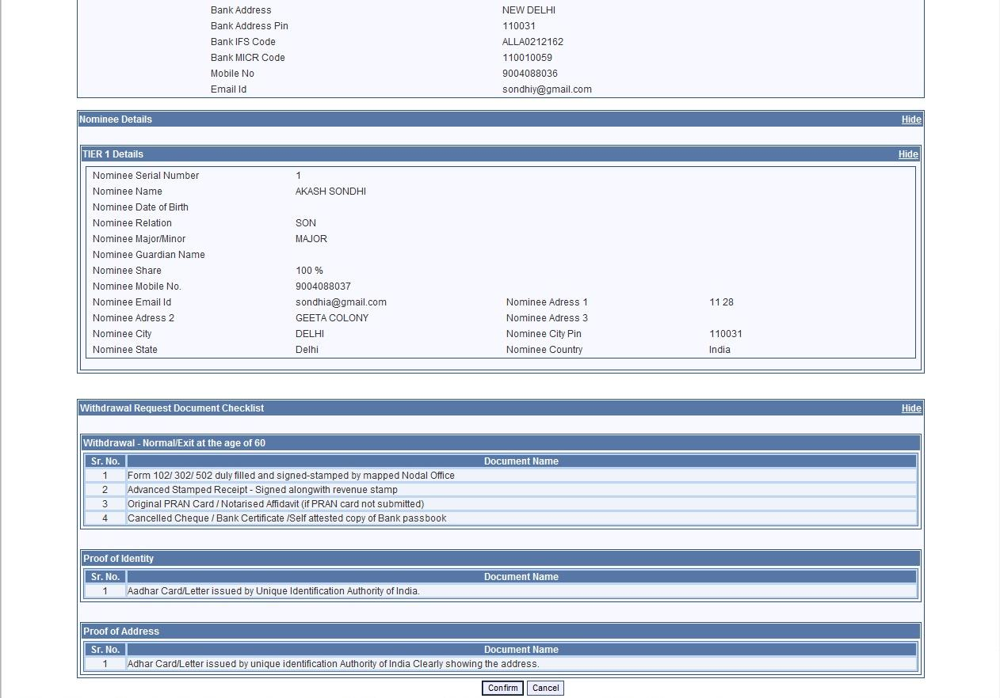 Bank Address NEW DELHI
Bank Address Pin 110031
Bank IFS Code ALLA0212162
Bank MICR Code 110010059
Mobile No 9004088036
Email Id sondhiy@gmail.com
Nominee Details Hide
TIER 1 Details Hide
Nominee Serial Number 1
Nominee Name AKASH SONDHI
Nominee Date of Birth
Nominee Relation SON
Nominee Major/Minor MAJOR
Nominee Guardian Name
Nominee Share 100 %
Nominee Mobile No. 9004088037
Nominee Email Id sondhia@gmail.com Nominee Adress 1 11 28
Nominee Adress 2 GEETA COLONY Nominee Adress 3
Nominee City DELHI Nominee City Pin 110031
Nominee State Delhi Nominee Country India
Withdrawal Request Document Checklist Hide
Withdrawal - Normal/Exit at the age of 60
Sr. No. Document Name
1 Form 102/ 302/ 502 duly filled and signed-stamped by mapped Nodal Office
2 Advanced Stamped Receipt - Signed alongwith revenue stamp
3 Original PRAN Card / Notarised Affidavit (if PRAN card not submitted)
4 Cancelled Cheque / Bank Certificate /Self attested copy of Bank passbook
Proof of Identity
Sr. No. Document Name
1 Aadhar Card/Letter issued by Unique Identification Authority of India.
Proof of Address
Sr. No. Document Name
1 Adhar Card/Letter issued by unique identification Authority of India Clearly showing the address.
Confirm Cancel